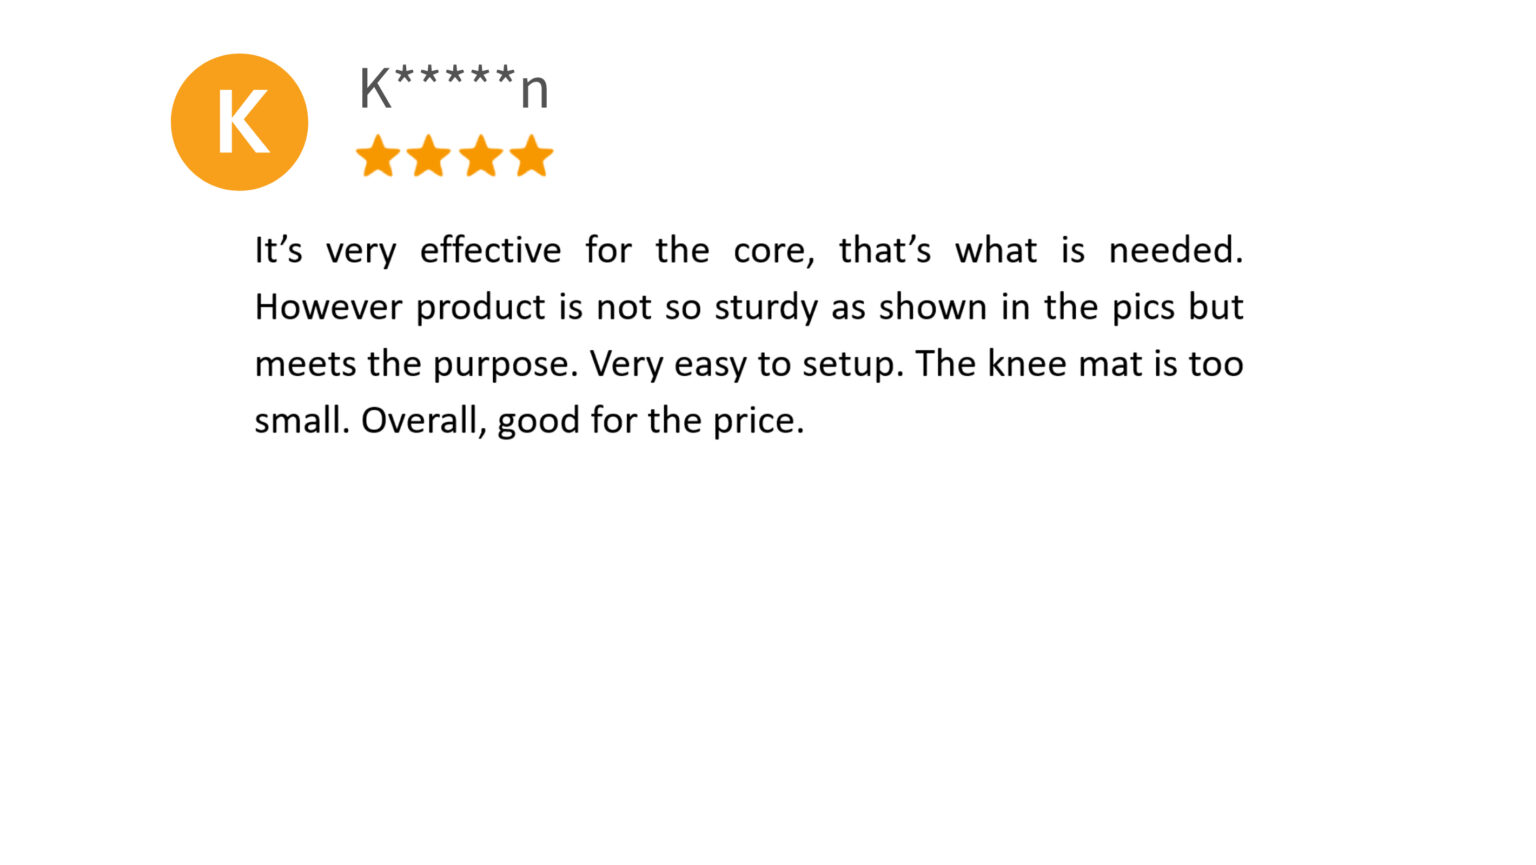 K
K*****n
It’s very effective for the core, that’s what is needed.
However product is not so sturdy as shown in the pics but
meets the purpose. Very easy to setup. The knee mat is too
small. Overall, good for the price.